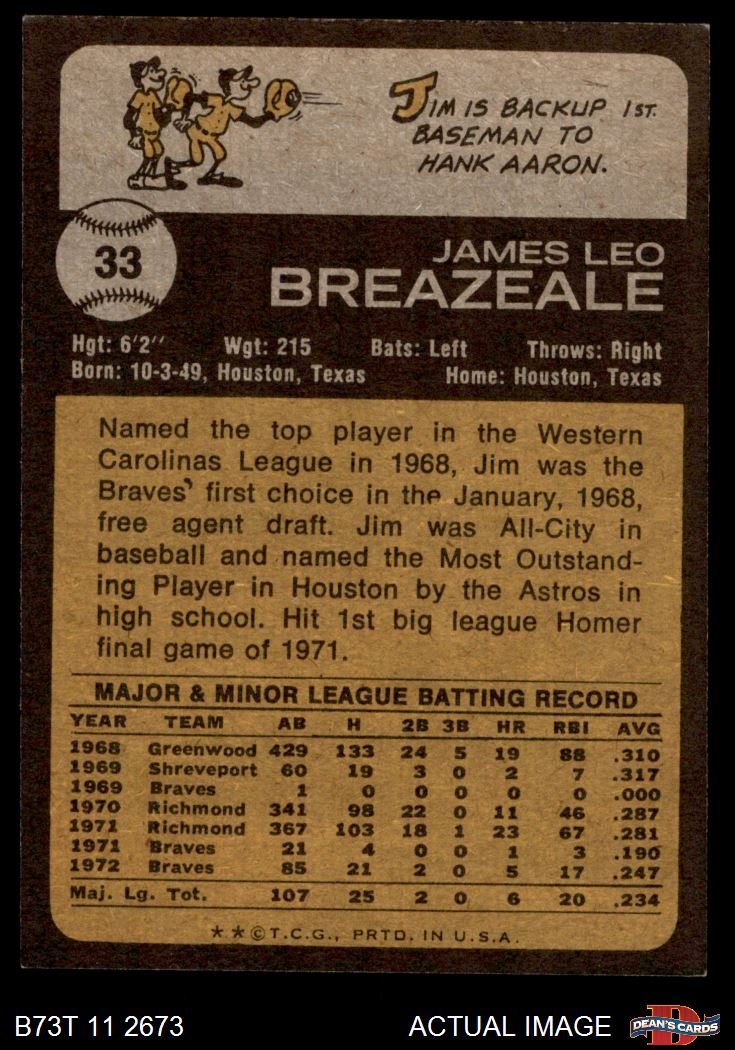 JIM IS BACKUP 1ST.
BASEMAN TO
HANK AARON.
33
JAMES LEO
BREAZEALE
Hgt: 6'2" Wgt: 215 Bats: Left Throws: Right
Born: 10-3-49, Houston, Texas Home: Houston, Texas
Named the top player in the Western
Carolinas League in 1968, Jim was the
Braves' first choice in the January, 1968,
free agent draft. Jim was All-City in
baseball and named the Most Outstand-
ing Player in Houston by the Astros in
high school. Hit 1st big league Homer
final game of 1971.
MAJOR & MINOR LEAGUE BATTING RECORD
YEAR TEAM AB H 2B 3B HR RBI AVG
1968 Greenwood 429 133 24 5 19 88 .310
1969 Shreveport 60 19 3 0 2 7 .317
1969 Braves 1 0 0 0 0 0 .000
1970 Richmond 341 98 22 0 11 46 .287
1971 Richmond 367 103 18 1 23 67 .281
1971 Braves 21 4 0 0 1 3 .190
1972 Braves 85 21 2 0 5 17 .247
Maj. Lg. Tot. 107 25 2 0 6 20 .234
**©T.C.G., PRTD. IN U.S.A.
B73T 11 2673 ACTUAL IMAGE D DEAN'S CARDS